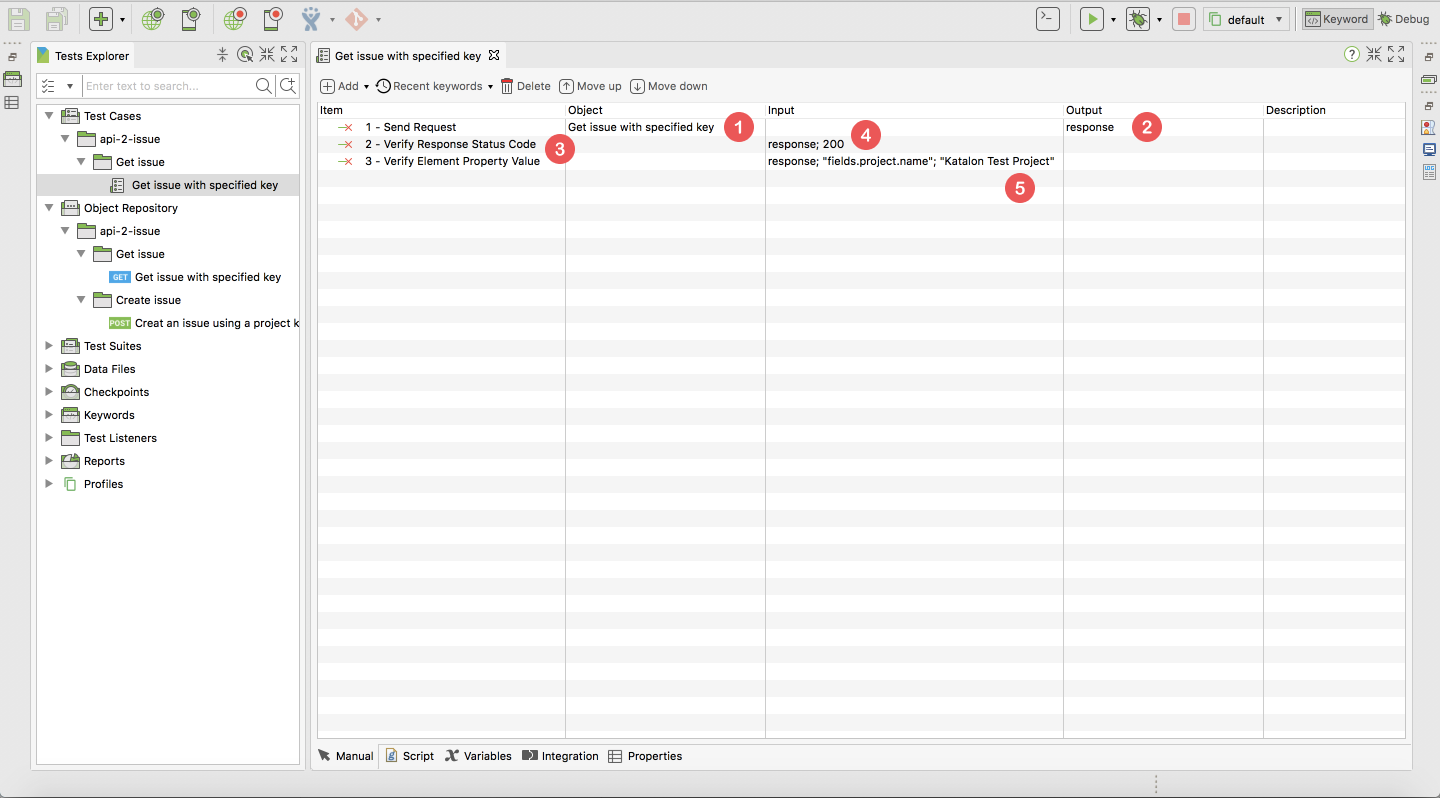 default
Keyword
Debug
Tests Explorer
Get issue with specified key
Enter text to search...
Add
Recent keywords
Delete
Move up
Move down
Test Cases
api-2-issue
Get issue
Get issue with specified key
Object Repository
api-2-issue
Get issue
GET Get issue with specified key
Create issue
POST Creat an issue using a project k
Test Suites
Data Files
Checkpoints
Keywords
Test Listeners
Reports
Profiles
Item Object Input Output Description
1 - Send Request Get issue with specified key 1 response 2
2 - Verify Response Status Code 3 response; 200 4
3 - Verify Element Property Value response; "fields.project.name"; "Katalon Test Project"
5
Manual
Script
Variables
Integration
Properties